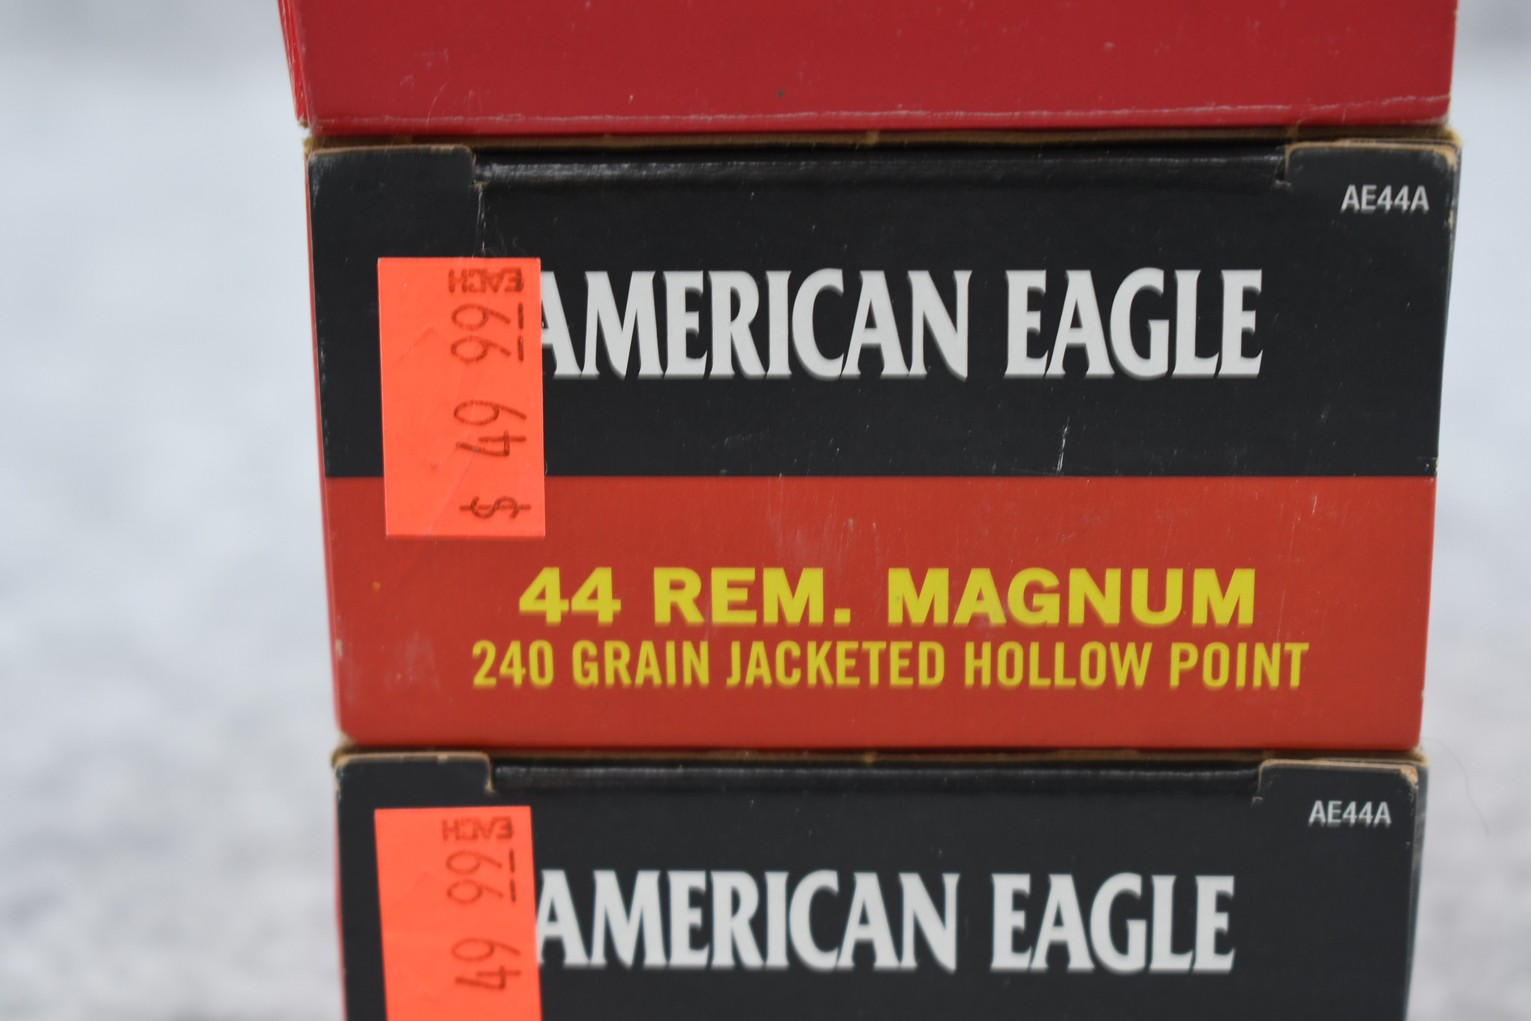 AE44A
AMERICAN EAGLE
$ 49 99 EACH
44 REM. MAGNUM
240 GRAIN JACKETED HOLLOW POINT
AE44A
AMERICAN EAGLE
49 99 EACH